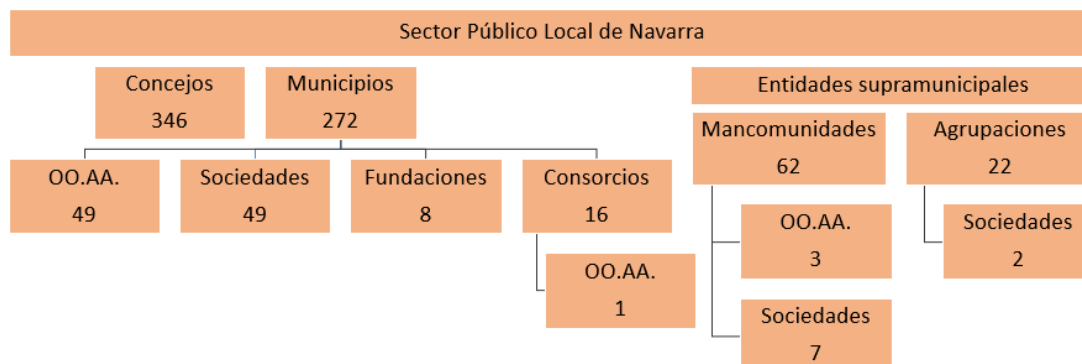 Sector Público Local de Navarra
Concejos
346
Municipios
272
Entidades supramunicipales
Mancomunidades
62
Agrupaciones
22
OO.AA.
49
Sociedades
49
Fundaciones
8
Consorcios
16
OO.AA.
1
OO.AA.
3
Sociedades
7
Sociedades
2